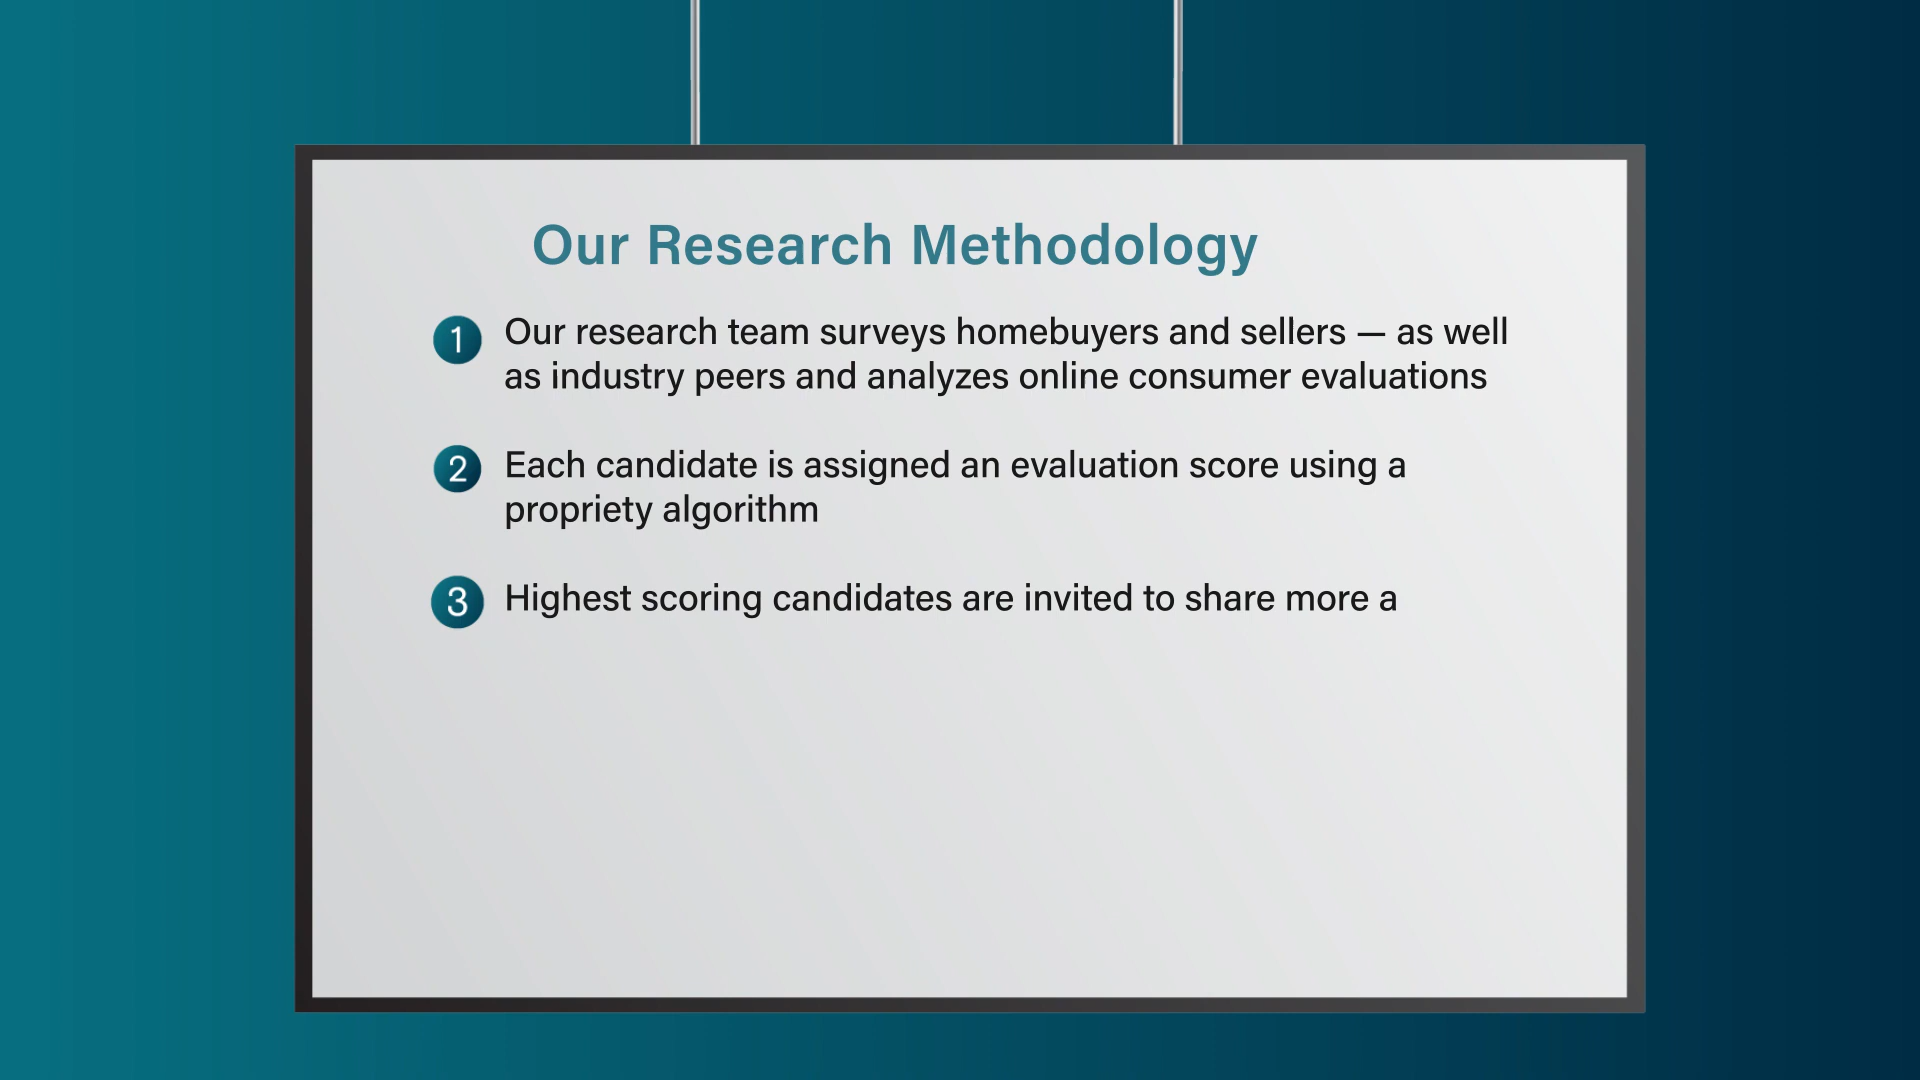 Our Research Methodology
1 Our research team surveys homebuyers and sellers — as well
as industry peers and analyzes online consumer evaluations
2 Each candidate is assigned an evaluation score using a
propriety algorithm
3 Highest scoring candidates are invited to share more a